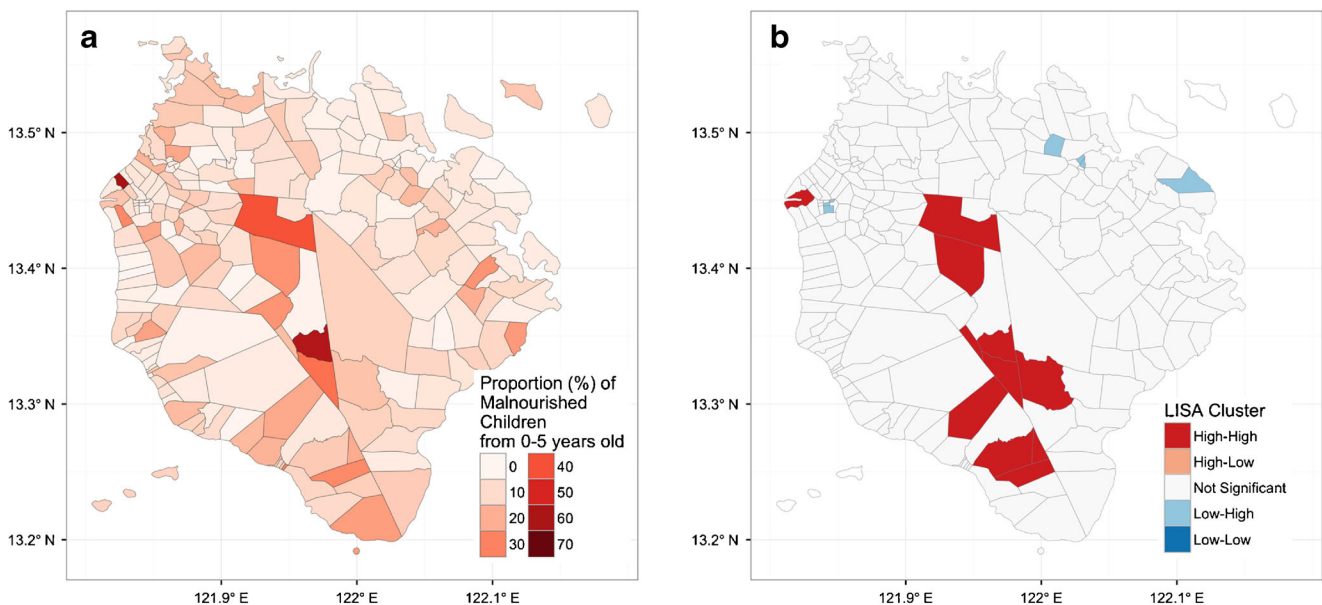 a
13.5° N
13.4° N
13.3° N
13.2° N
121.9° E 122° E 122.1° E
Proportion (%) of
Malnourished
Children
from 0-5 years old
0 40
10 50
20 60
30 70
b
13.5° N
13.4° N
13.3° N
13.2° N
121.9° E 122° E 122.1° E
LISA Cluster
High-High
High-Low
Not Significant
Low-High
Low-Low